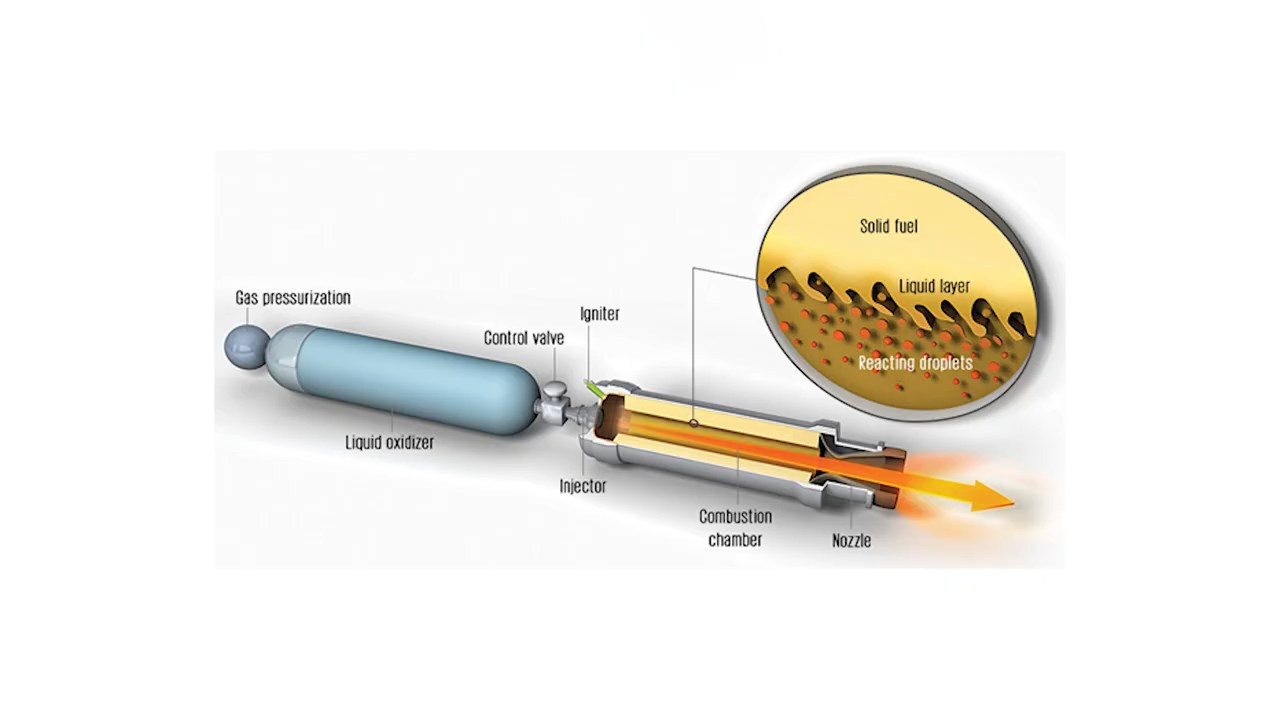 Solid fuel
Liquid layer
Gas pressurization
Igniter
Control valve
Reacting droplets
Liquid oxidizer
Injector
Combustion
chamber
Nozzle